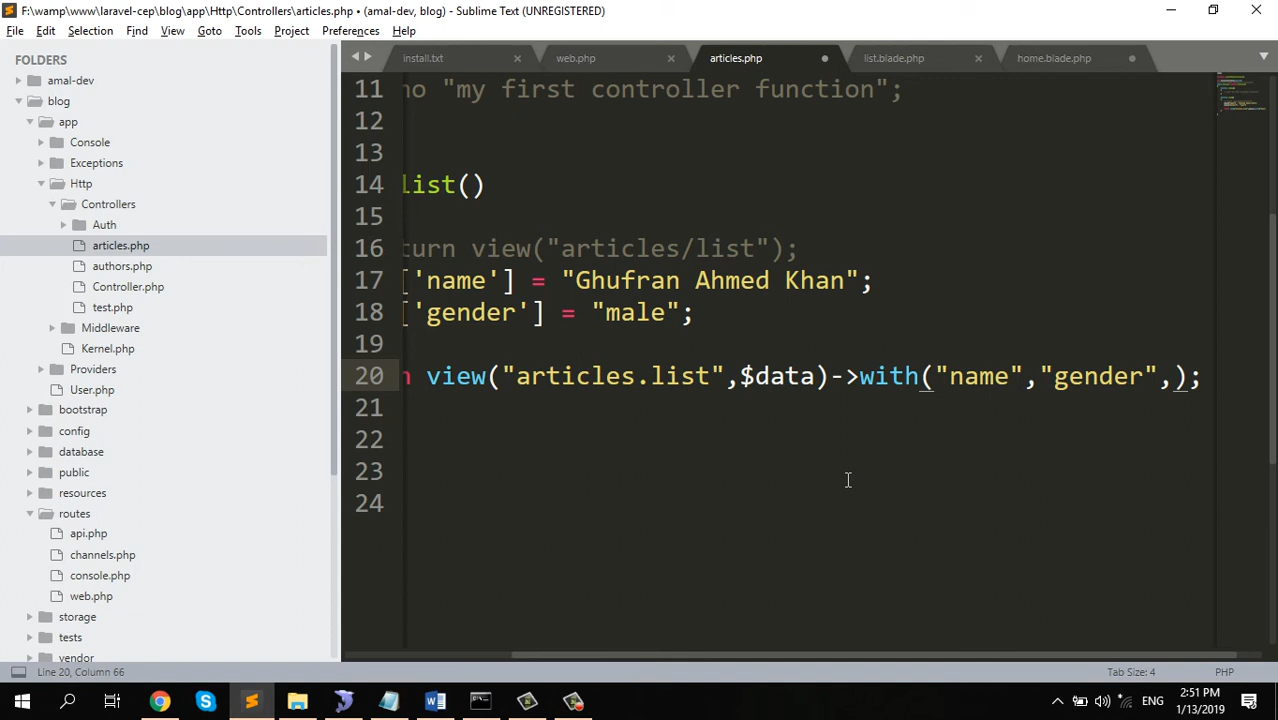 F:\wamp\www\laravel-cep\blog\app\Http\Controllers\articles.php • (amal-dev, blog) - Sublime Text (UNREGISTERED)
File Edit Selection Find View Goto Tools Project Preferences Help
FOLDERS
amal-dev
blog
app
Console
Exceptions
Http
Controllers
Auth
articles.php
authors.php
Controller.php
test.php
Middleware
Kernel.php
Providers
User.php
bootstrap
config
database
public
resources
routes
api.php
channels.php
console.php
web.php
storage
tests
vendor
install.txt web.php articles.php list.blade.php home.blade.php
11 ho "my first controller function";
12
13
14 list()
15
16 turn view("articles/list");
17 ['name'] = "Ghufran Ahmed Khan";
18 ['gender'] = "male";
19
20 n view("articles.list",$data)->with("name","gender",);
21
22
23
24
Line 20, Column 66 Tab Size: 4 PHP
ENG 2:51 PM
1/13/2019